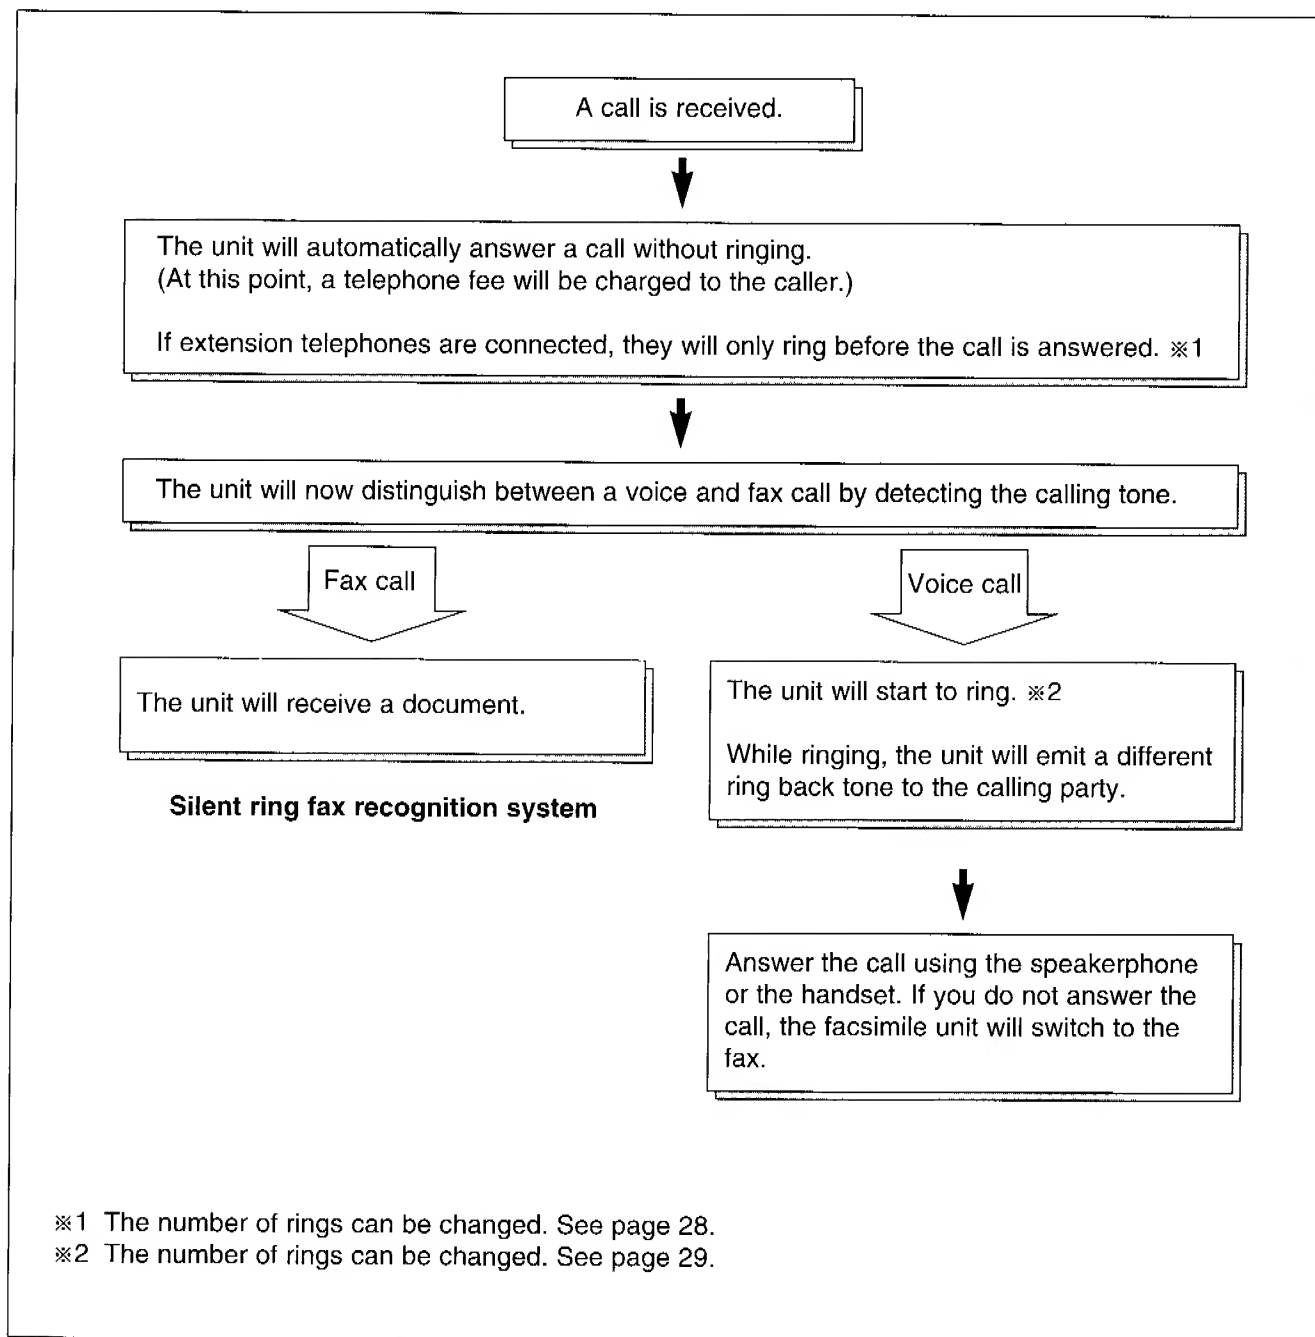 A call is received.
The unit will automatically answer a call without ringing.
(At this point, a telephone fee will be charged to the caller.)
If extension telephones are connected, they will only ring before the call is answered. ※1
The unit will now distinguish between a voice and fax call by detecting the calling tone.
Fax call
Voice call
The unit will receive a document.
Silent ring fax recognition system
The unit will start to ring. ※2
While ringing, the unit will emit a different
ring back tone to the calling party.
Answer the call using the speakerphone
or the handset. If you do not answer the
call, the facsimile unit will switch to the
fax.
※1 The number of rings can be changed. See page 28.
※2 The number of rings can be changed. See page 29.